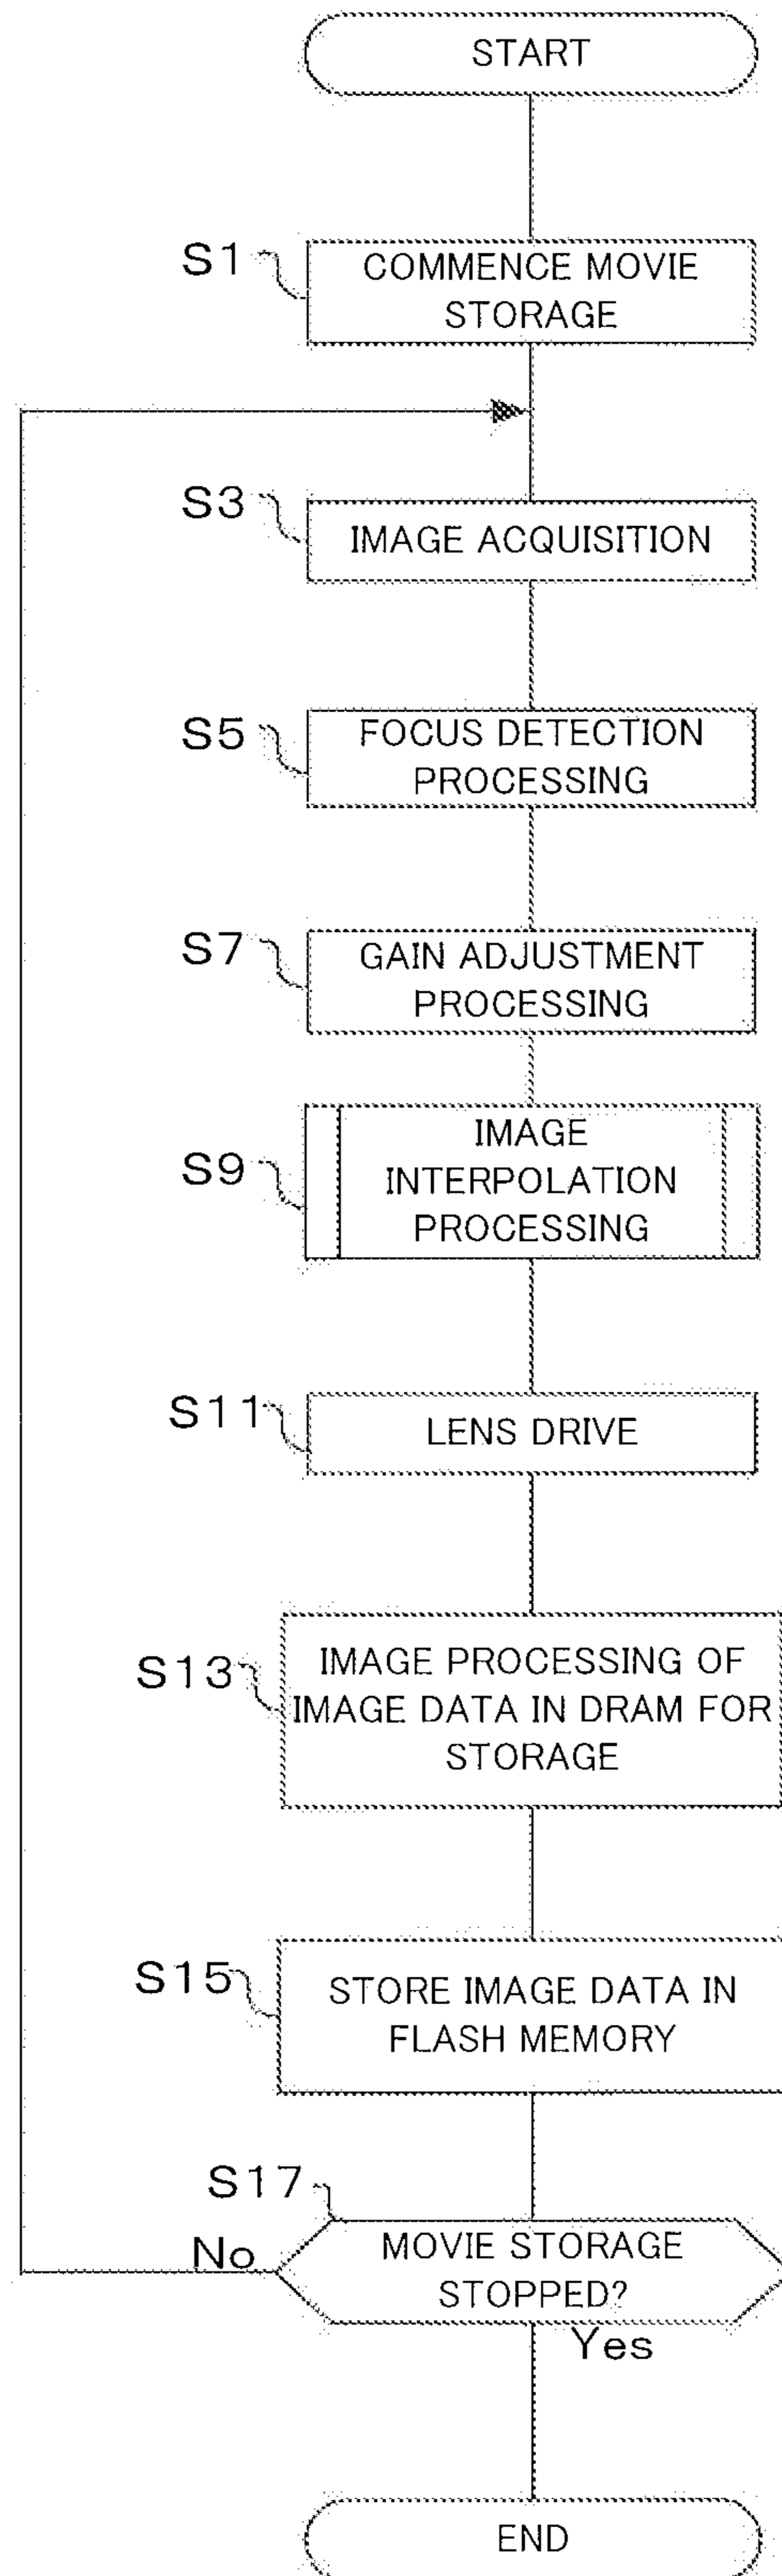 START
S1
COMMENCE MOVIE
STORAGE
S3
IMAGE ACQUISITION
S5
FOCUS DETECTION
PROCESSING
S7
GAIN ADJUSTMENT
PROCESSING
S9
IMAGE
INTERPOLATION
PROCESSING
S11
LENS DRIVE
S13
IMAGE PROCESSING OF
IMAGE DATA IN DRAM FOR
STORAGE
S15
STORE IMAGE DATA IN
FLASH MEMORY
S17
No
MOVIE STORAGE
STOPPED?
Yes
END